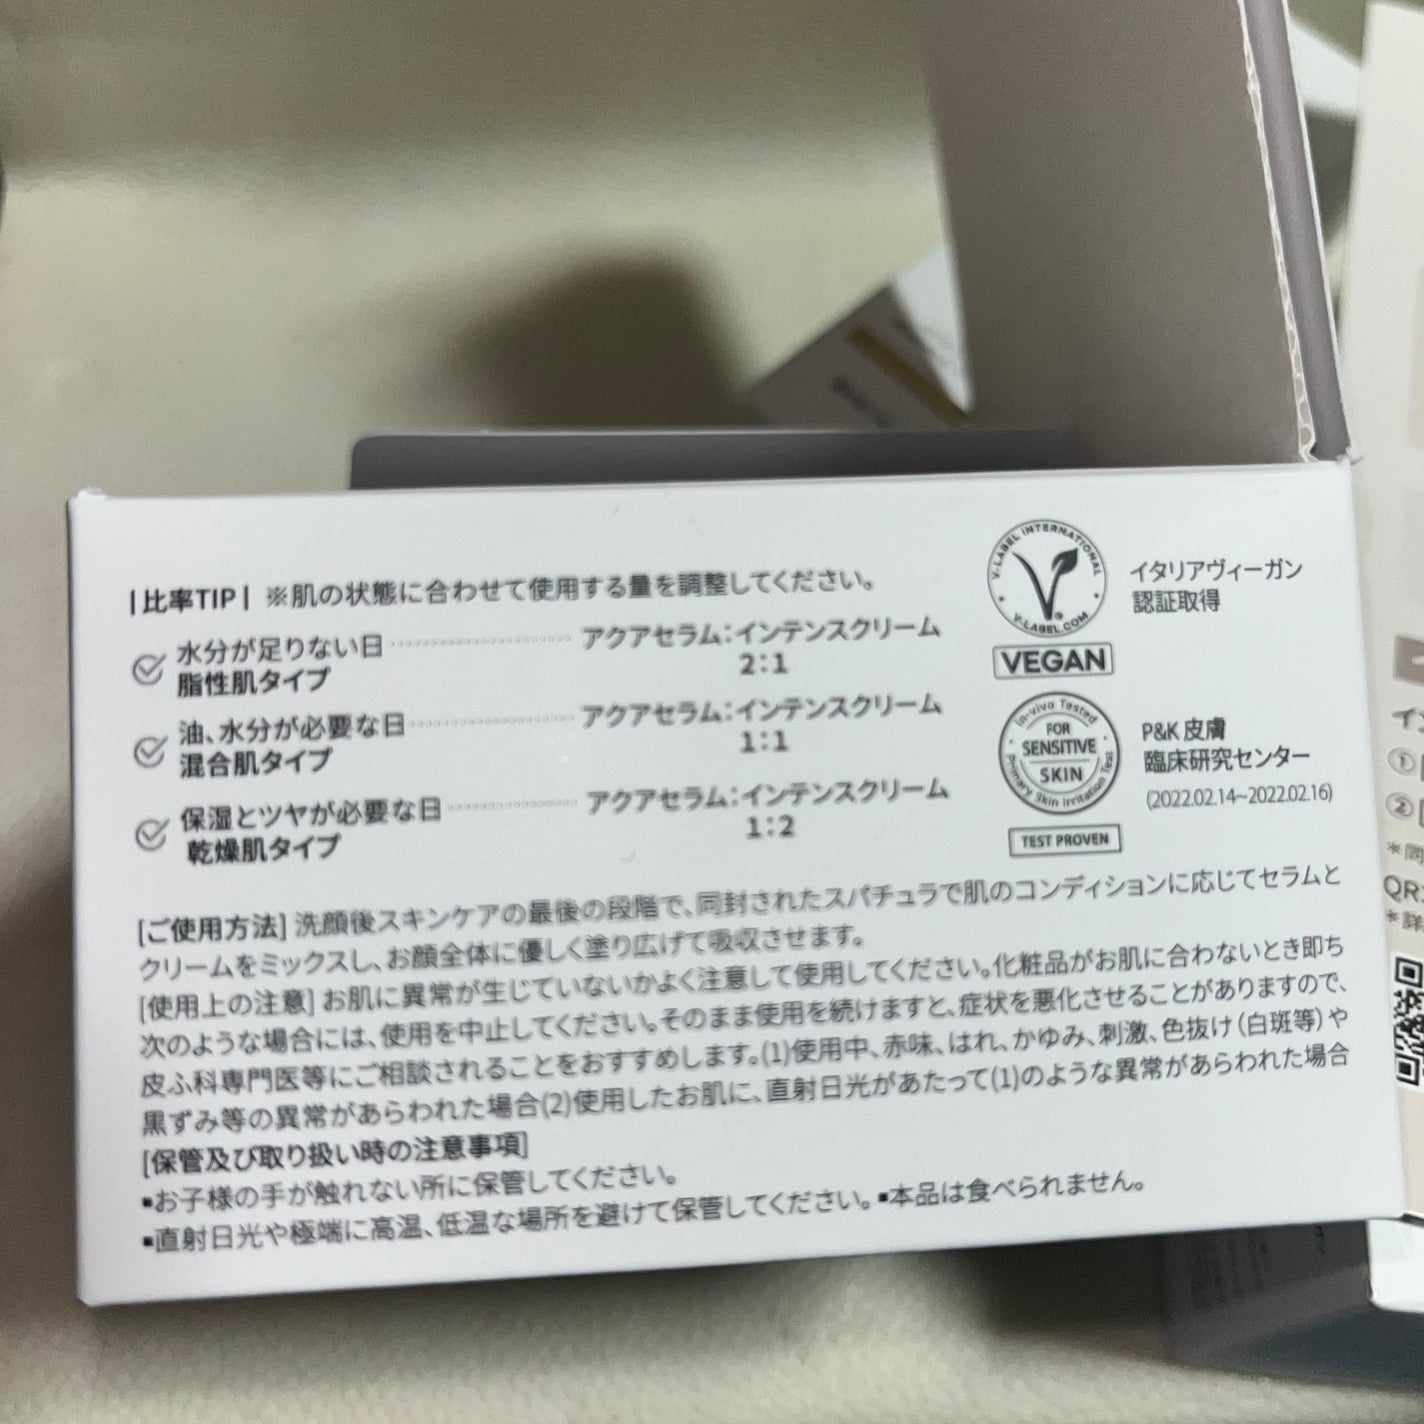 |比率TIP| ※肌の状態に合わせて使用する量を調整してください。
水分が足りない日 アクアセラム:インテンスクリーム
脂性肌タイプ 2:1
油、水分が必要な日 アクアセラム:インテンスクリーム
混合肌タイプ 1:1
保湿とツヤが必要な日 アクアセラム:インテンスクリーム
乾燥肌タイプ 1:2
V-LABEL INTERNATIONAL
V-LABEL.COM
VEGAN
イタリアヴィーガン
認証取得
In-vivo Tested
FOR
SENSITIVE
SKIN
Primary Skin Irritation Test
TEST PROVEN
P&K 皮膚
臨床研究センター
(2022.02.14~2022.02.16)
[ご使用方法] 洗顔後スキンケアの最後の段階で、同封されたスパチュラで肌のコンディションに応じてセラムと
クリームをミックスし、お顔全体に優しく塗り広げて吸収させます。
[使用上の注意] お肌に異常が生じていないかよく注意して使用してください。化粧品がお肌に合わないとき即ち
次のような場合には、使用を中止してください。そのまま使用を続けますと、症状を悪化させることがありますので、
皮ふ科専門医等にご相談されることをおすすめします。(1)使用中、赤味、はれ、かゆみ、刺激、色抜け(白斑等)や
黒ずみ等の異常があらわれた場合(2)使用したお肌に、直射日光があたって(1)のような異常があらわれた場合
[保管及び取り扱い時の注意事項]
▪お子様の手が触れない所に保管してください。
▪直射日光や極端に高温、低温な場所を避けて保管してください。▪本品は食べられません。
①
②
QR